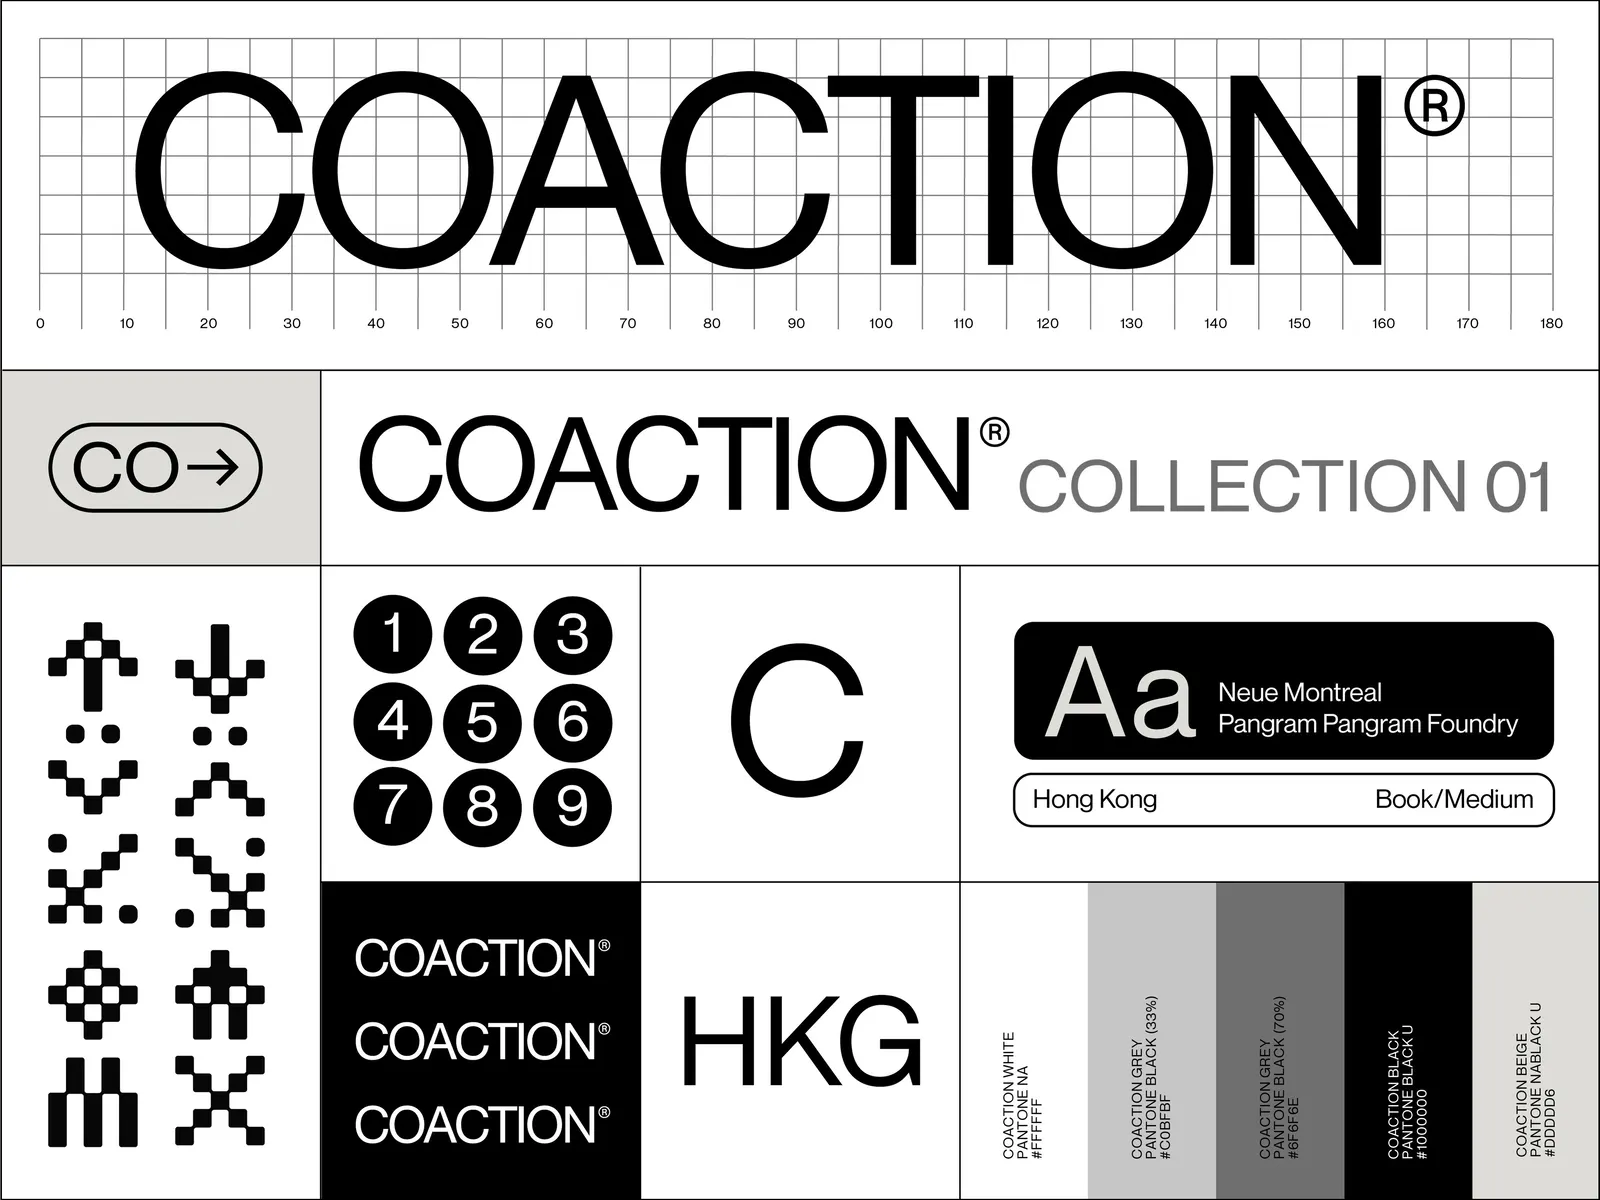 COACTION®
0 10 20 30 40 50 60 70 80 90 100 110 120 130 140 150 160 170 180
CO→
COACTION® COLLECTION 01
1 2 3
4 5 6
7 8 9
C
Aa
Neue Montreal
Pangram Pangram Foundry
Hong Kong Book/Medium
COACTION®
COACTION®
COACTION®
HKG
COACTION WHITE
PANTONE NA
#FFFFFF
COACTION GREY
PANTONE BLACK (33%)
#C0BFBF
COACTION GREY
PANTONE BLACK (70%)
#6F6F6E
COACTION BLACK
PANTONE BLACK U
#1000000
COACTION BEIGE
PANTONE NABLACK U
#DDDDD6